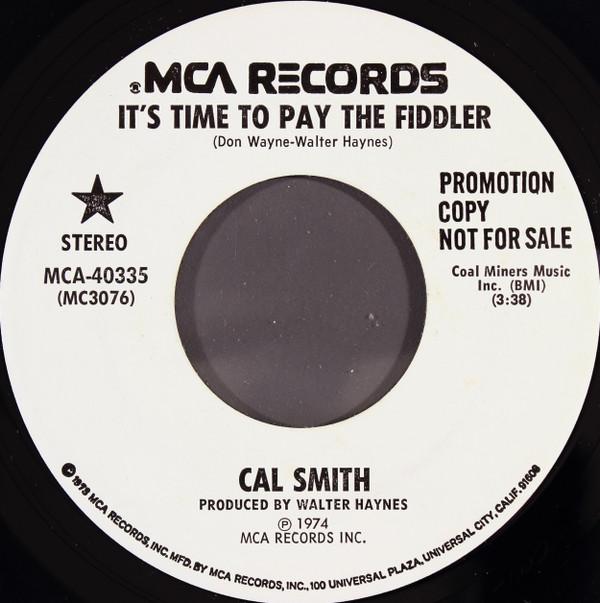 MCA RECORDS
IT'S TIME TO PAY THE FIDDLER
(Don Wayne-Walter Haynes)
STEREO
MCA-40335
(MC3076)
PROMOTION
COPY
NOT FOR SALE
Coal Miners Music
Inc. (BMI)
(3:38)
CAL SMITH
PRODUCED BY WALTER HAYNES
℗ 1974
MCA RECORDS INC.
© 1973 MCA RECORDS, INC. MFD. BY MCA RECORDS, INC., 100 UNIVERSAL PLAZA, UNIVERSAL CITY, CALIF. 91608